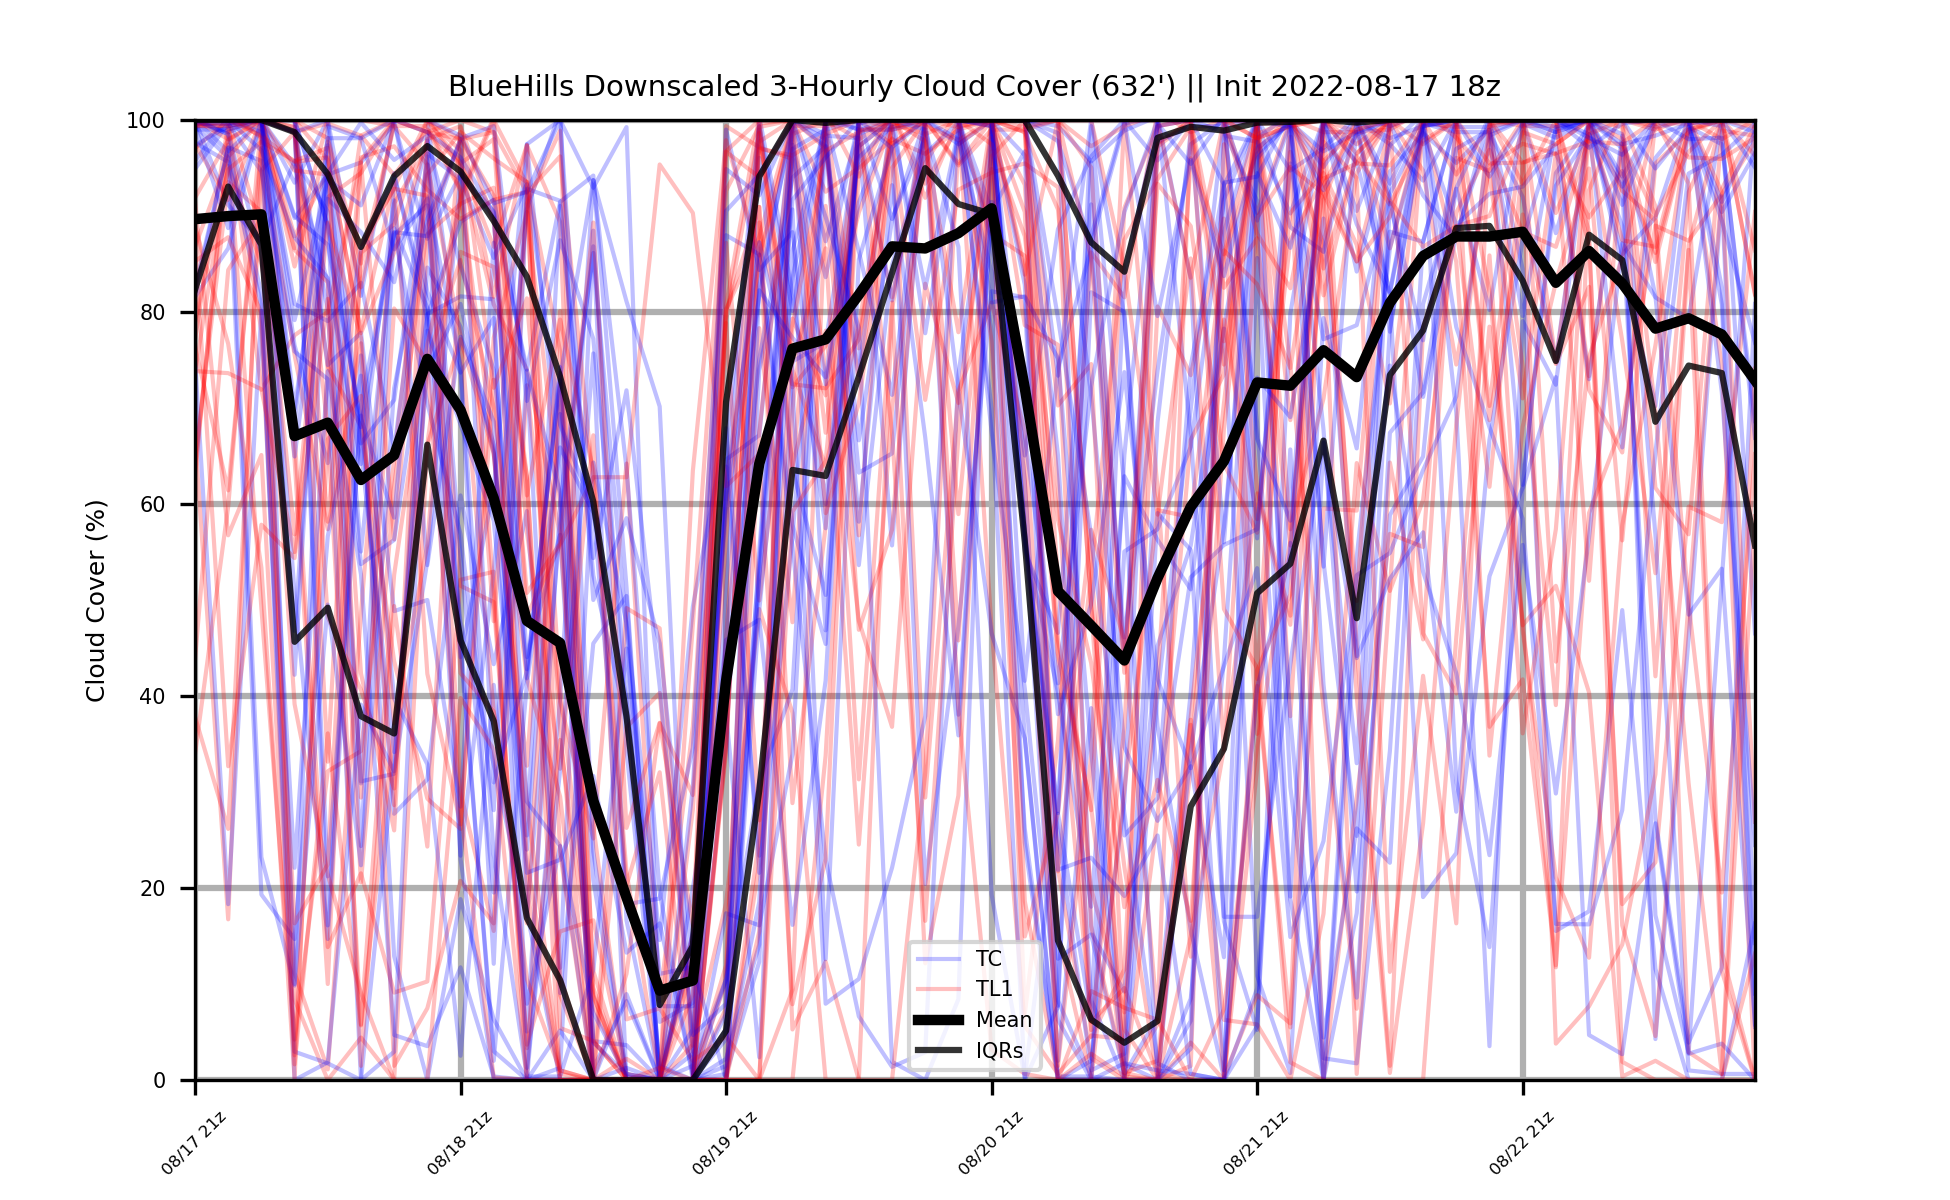 BlueHills Downscaled 3-Hourly Cloud Cover (632') || Init 2022-08-17 18z
Cloud Cover (%)
100
80
60
40
20
0
TC
TL1
Mean
IQRs
08/17 21z
08/18 21z
08/19 21z
08/20 21z
08/21 21z
08/22 21z